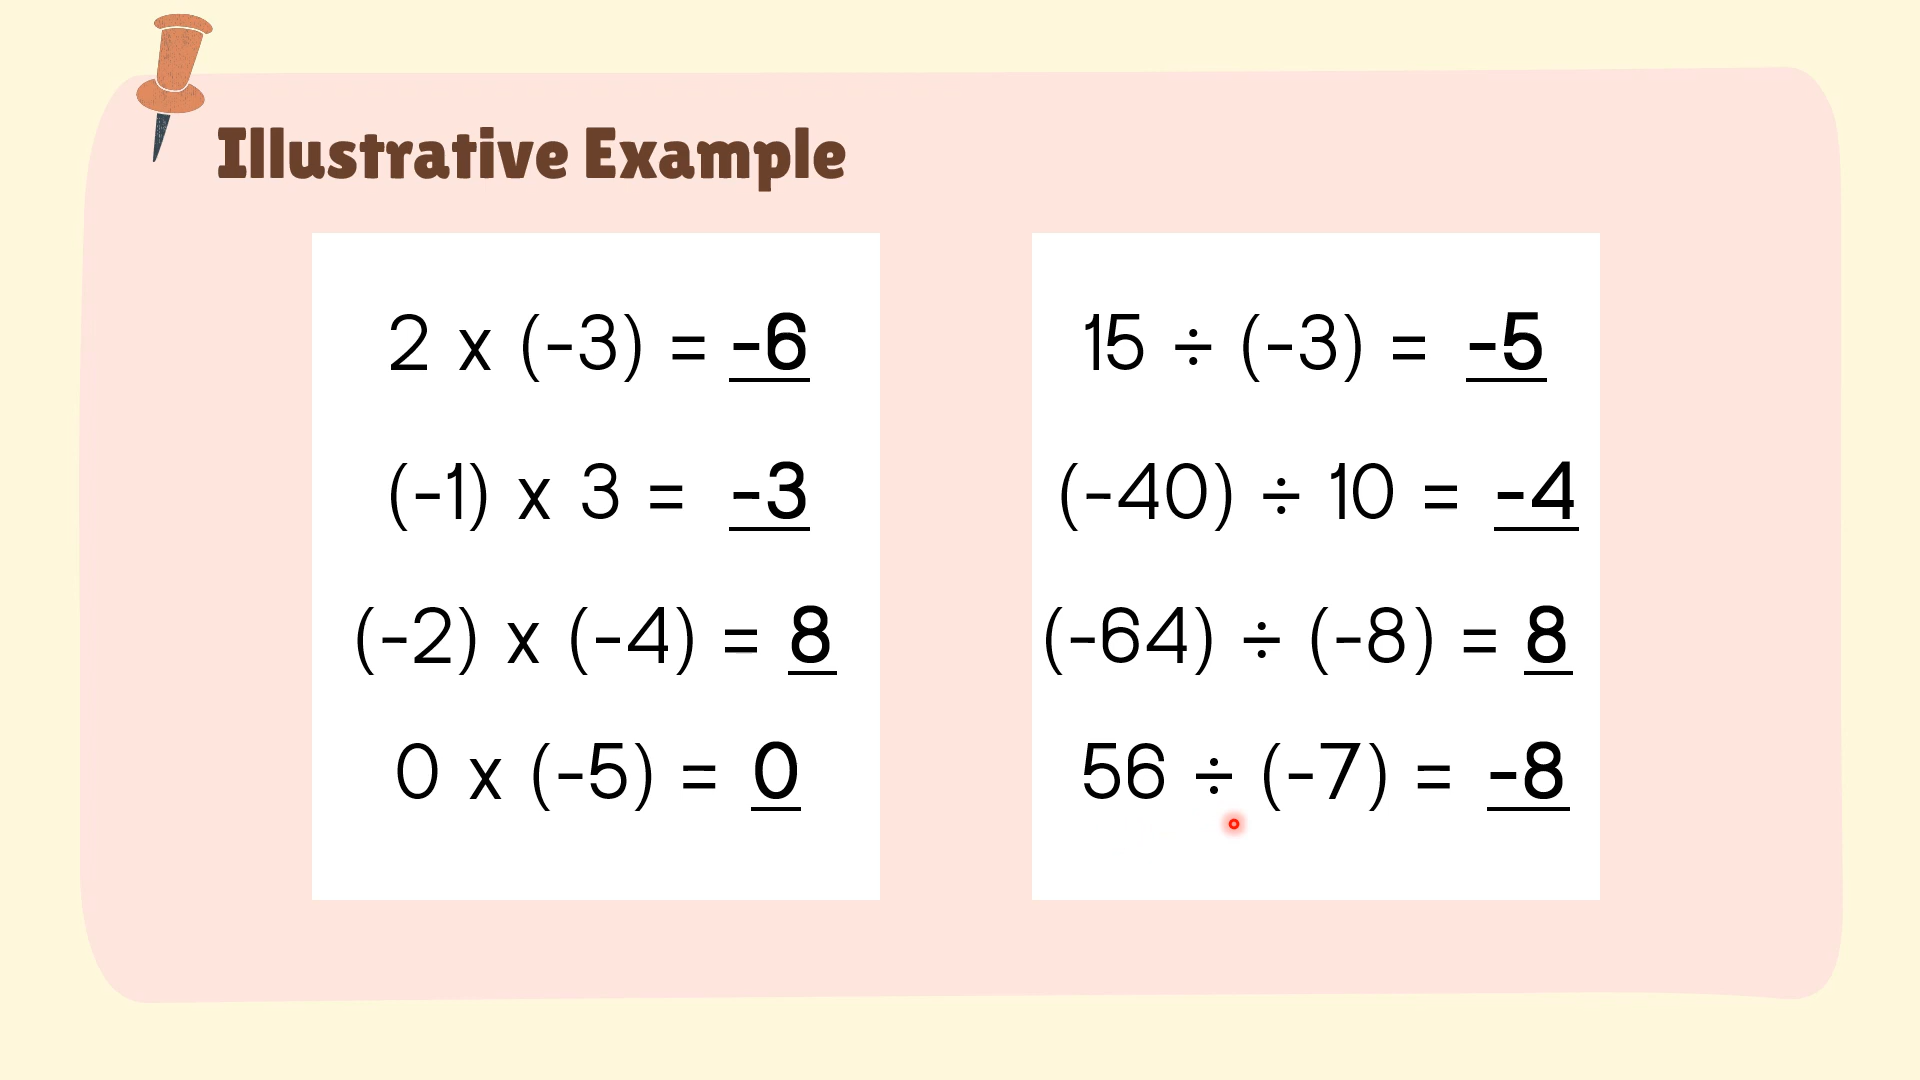 Illustrative Example
2 x (-3) = -6
(-1) x 3 = -3
(-2) x (-4) = 8
0 x (-5) = 0
15 ÷ (-3) = -5
(-40) ÷ 10 = -4
(-64) ÷ (-8) = 8
56 ÷ (-7) = -8